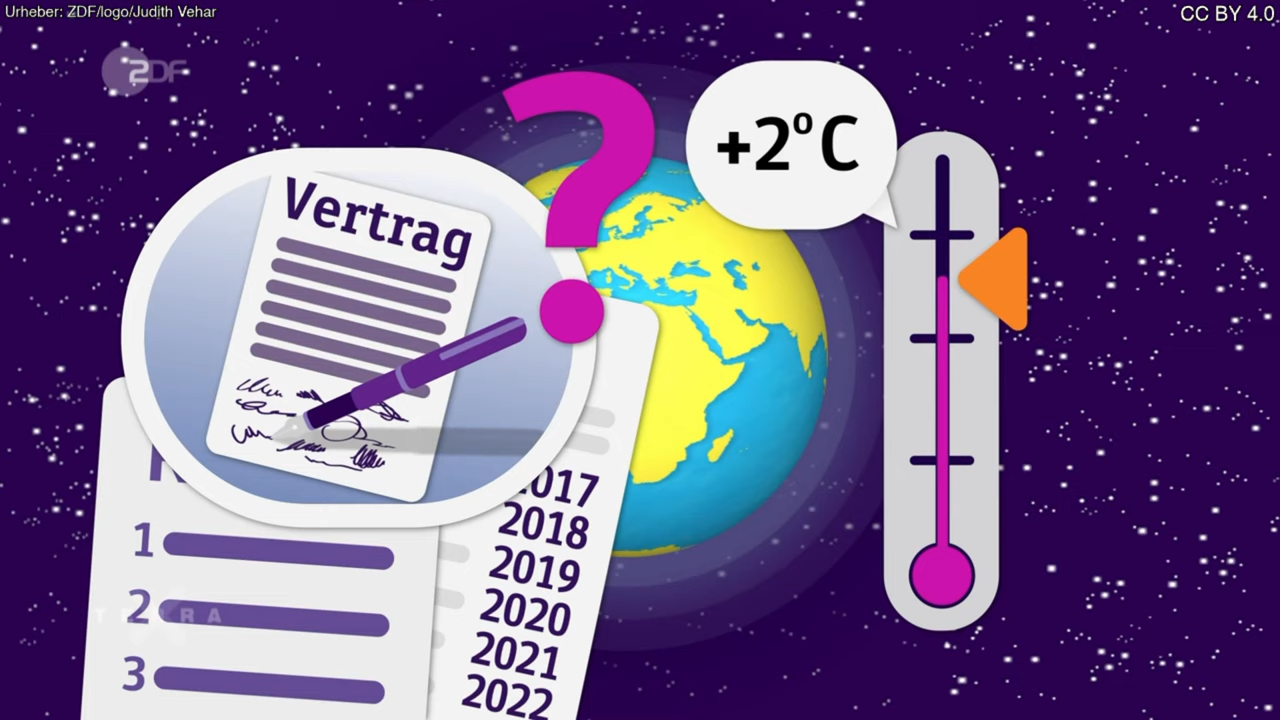 Urheber: ZDF/logo/Judith Vehar
CC BY 4.0
ZDF
+2°C
Vertrag
2017
2018
2019
2020
2021
2022
1
2
3
TERRA